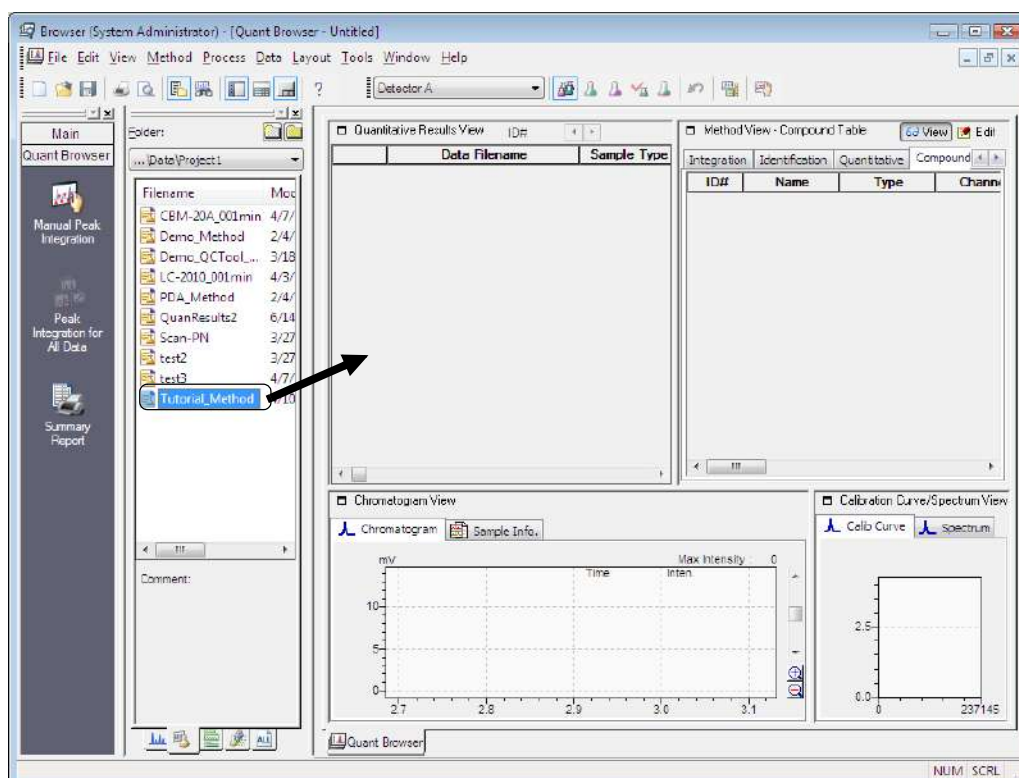 Browser (System Administrator) - [Quant Browser - Untitled]
File Edit View Method Process Data Layout Tools Window Help
Detector A
Main
Quant Browser
Manual Peak
Integration
Peak
Integration for
All Data
Summary
Report
Folder:
...\Data\Project1
Filename Moc
CBM-20A_001min 4/7/
Demo_Method 2/4/
Demo_QCTool_... 3/18
LC-2010_001min 4/3/
PDA_Method 2/4/
QuanResults2 6/14
Scan-PN 3/27
test2 3/27
test3 4/7/
Tutorial_Method /10
Comment:
Quantitative Results View ID#
Data Filename Sample Type
Method View - Compound Table View Edit
Integration Identification Quantitative Compound
ID# Name Type Channe
Chromatogram View
Chromatogram Sample Info.
mV Max Intensity : 0
Time Inten.
10
5
0
2.7 2.8 2.9 3.0 3.1
Calibration Curve/Spectrum View
Calib Curve Spectrum
2.5
0.0
0 237145
ALL
Quant Browser
NUM SCRL